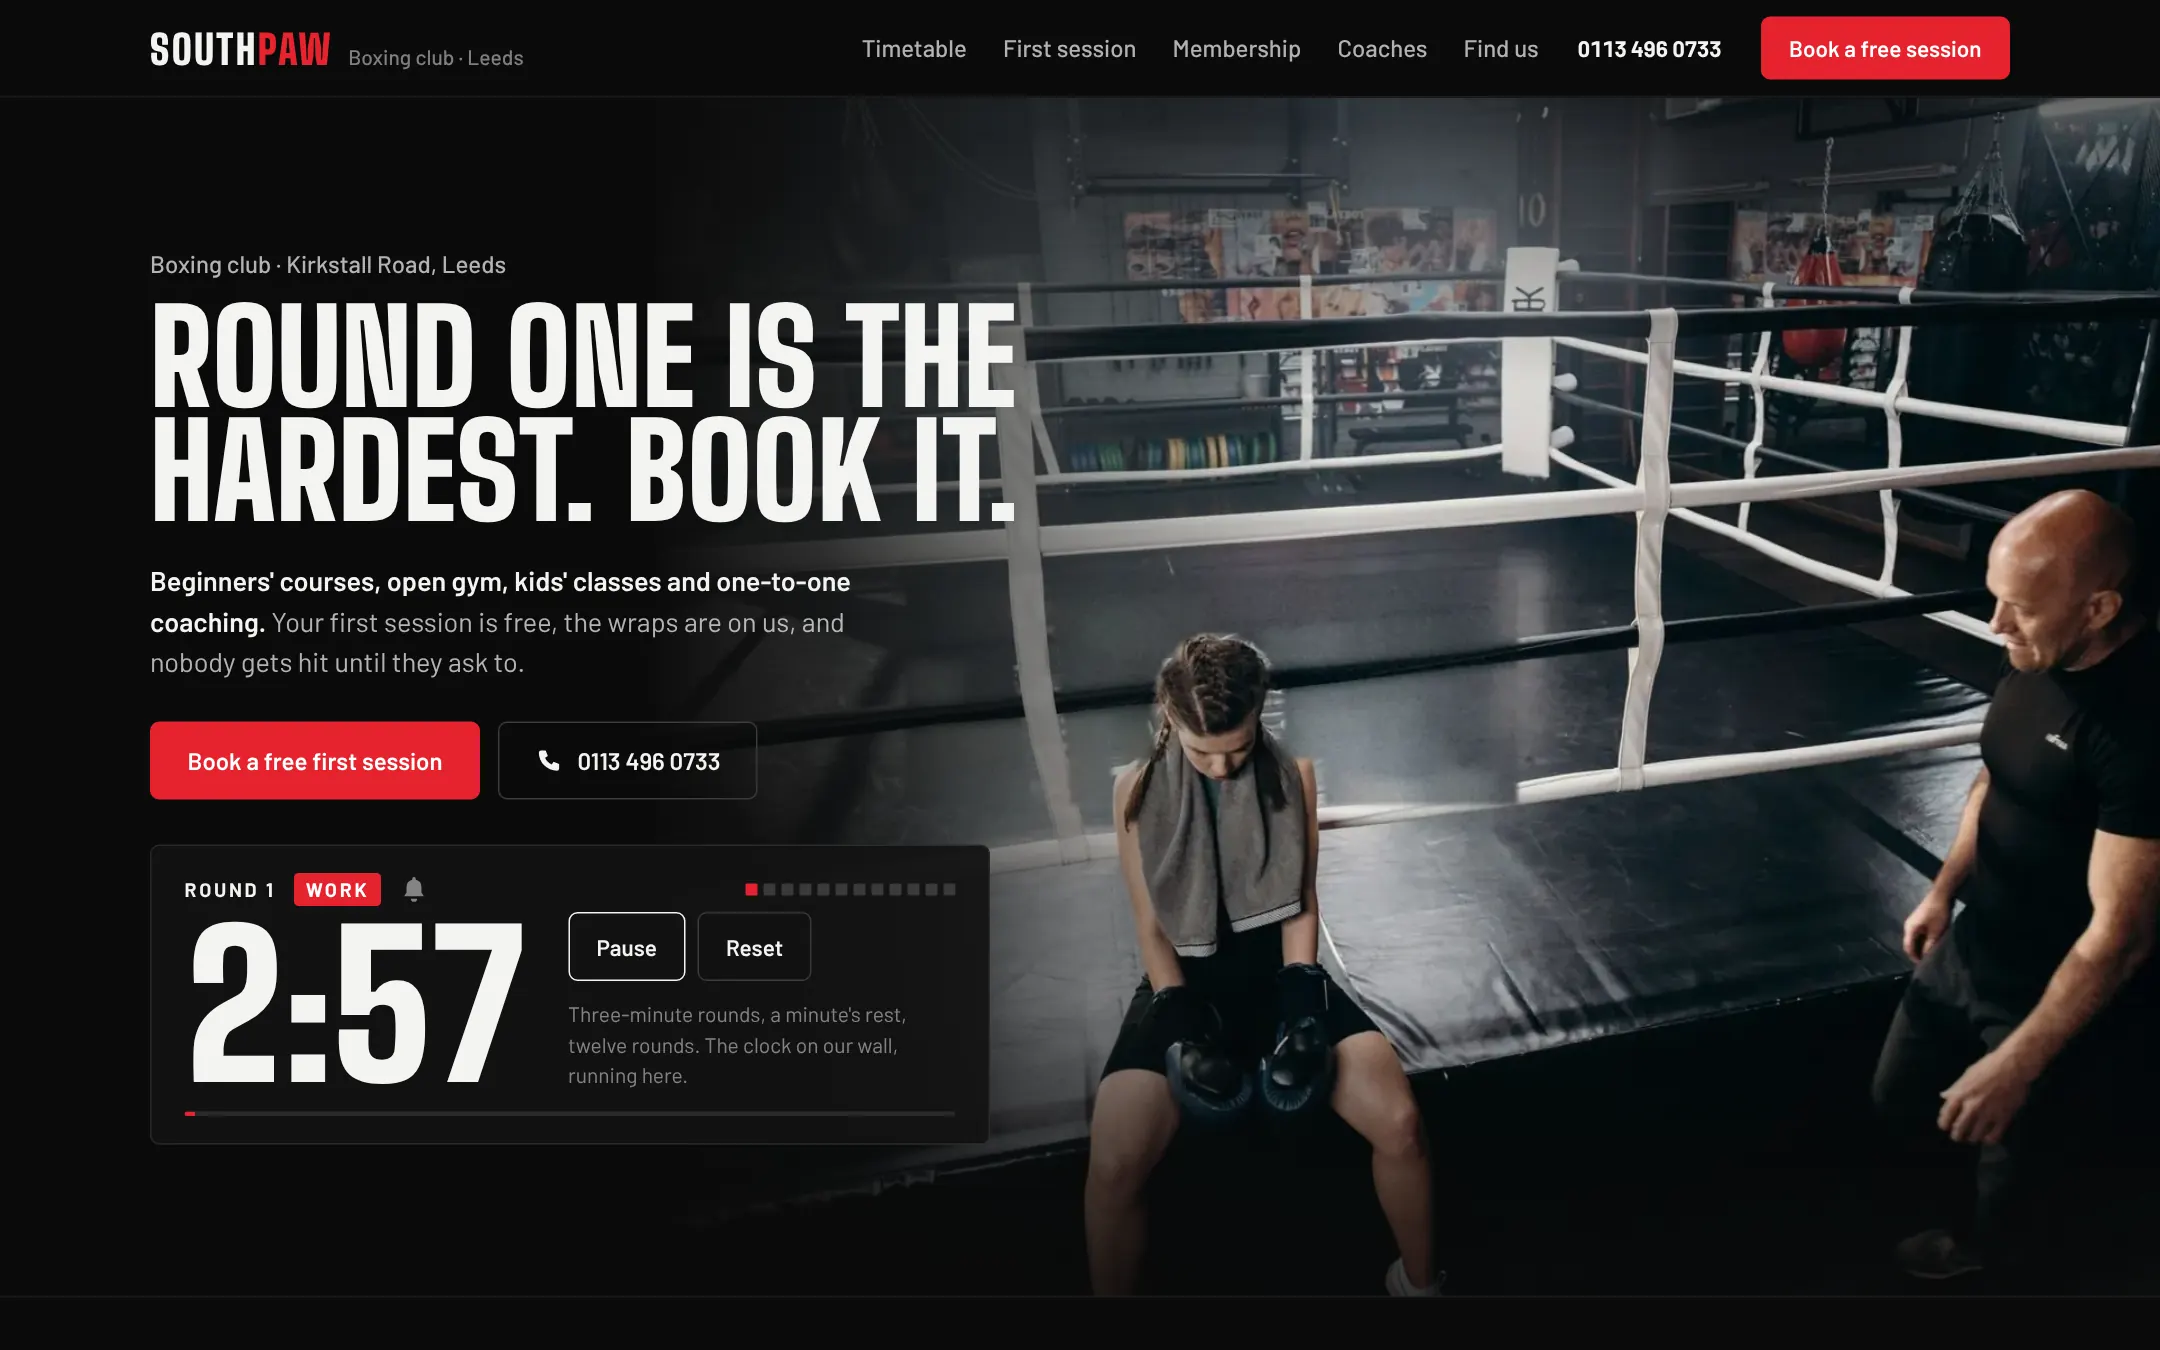 SOUTHPAW Boxing club · Leeds
Timetable First session Membership Coaches Find us 0113 496 0733 Book a free session
Boxing club · Kirkstall Road, Leeds
ROUND ONE IS THE
HARDEST. BOOK IT.
Beginners' courses, open gym, kids' classes and one-to-one
coaching. Your first session is free, the wraps are on us, and
nobody gets hit until they ask to.
Book a free first session
0113 496 0733
ROUND 1 WORK
2:57
Pause Reset
Three-minute rounds, a minute's rest,
twelve rounds. The clock on our wall,
running here.